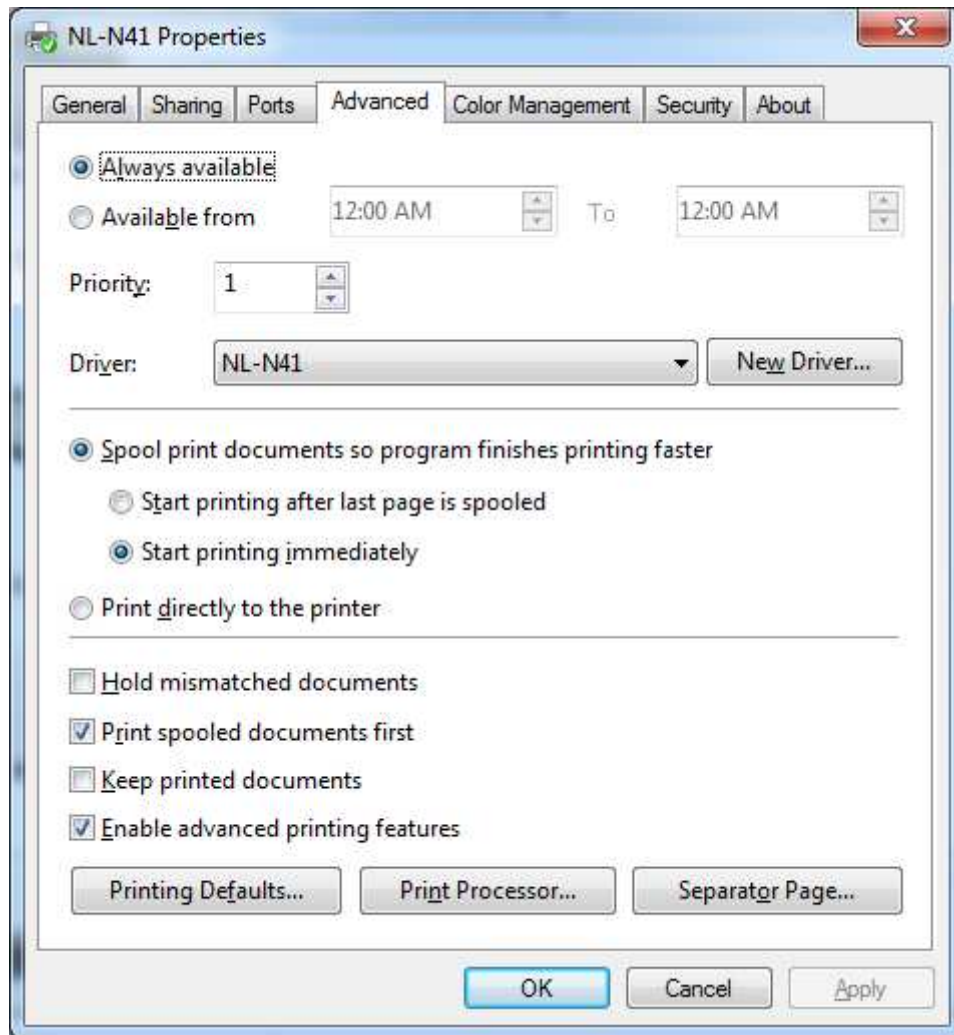 NL-N41 Properties
General Sharing Ports Advanced Color Management Security About
Always available
Available from 12:00 AM To 12:00 AM
Priority: 1
Driver: NL-N41 New Driver...
Spool print documents so program finishes printing faster
Start printing after last page is spooled
Start printing immediately
Print directly to the printer
Hold mismatched documents
Print spooled documents first
Keep printed documents
Enable advanced printing features
Printing Defaults... Print Processor... Separator Page...
OK Cancel Apply